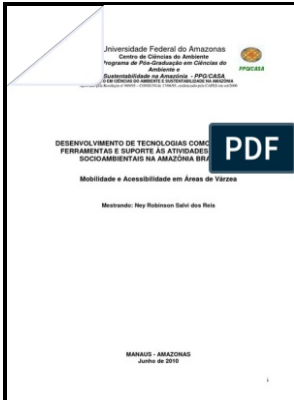 Universidade Federal do Amazonas
Centro de Ciências do Ambiente
Programa de Pós-Graduação em Ciências do
Ambiente e
Sustentabilidade na Amazônia - PPG/CASA
PPG/CASA
DESENVOLVIMENTO DE TECNOLOGIAS COMO
FERRAMENTAS E SUPORTE ÀS ATIVIDADES
SOCIOAMBIENTAIS NA AMAZÔNIA
PDF
Mobilidade e Acessibilidade em Áreas de Várzea
Mestrando: Ney Robinson Salvi dos Reis
MANAUS - AMAZONAS
Junho de 2010
i